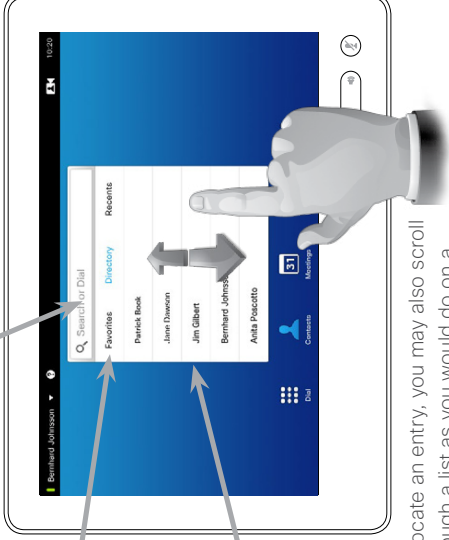 Bernhard Johnsson
10:20
Search or Dial
Favorites Directory Recents
Patrick Book
Jane Dawson
Jim Gilbert
Bernhard Johnsson
Anita Poscotto
Dial
Contacts
31
Meetings
ocate an entry, you may also scroll
ough a list as you would do on a